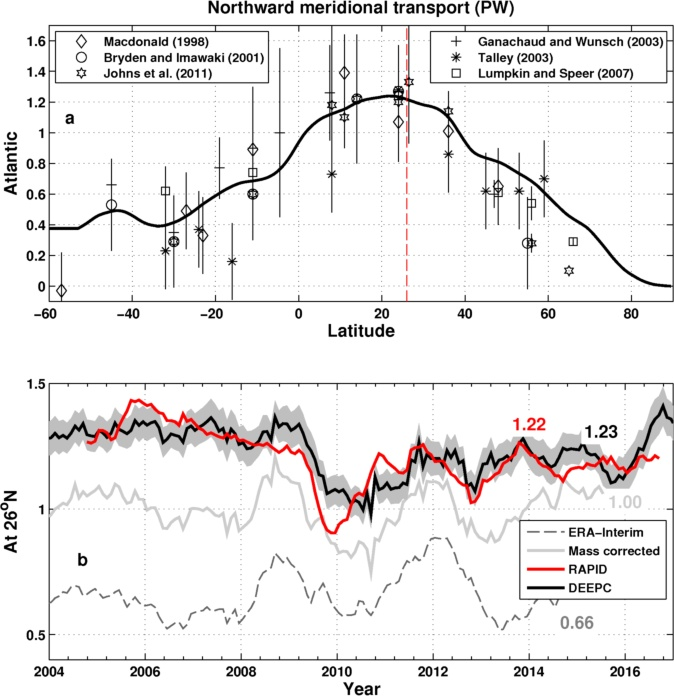 Northward meridional transport (PW)
Macdonald (1998)
Bryden and Imawaki (2001)
Johns et al. (2011)
Ganachaud and Wunsch (2003)
Talley (2003)
Lumpkin and Speer (2007)
a
Atlantic
1.6
1.4
1.2
1
0.8
0.6
0.4
0.2
0
−60 −40 −20 0 20 40 60 80
Latitude
At 26°N
1.5
1
0.5
1.22
1.23
1.00
0.66
b
ERA−Interim
Mass corrected
RAPID
DEEPC
2004 2006 2008 2010 2012 2014 2016
Year